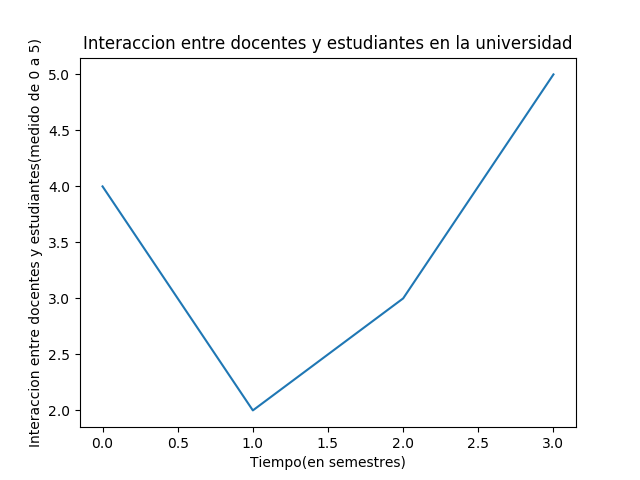 Interaccion entre docentes y estudiantes en la universidad
Interaccion entre docentes y estudiantes(medido de 0 a 5)
5.0
4.5
4.0
3.5
3.0
2.5
2.0
0.0 0.5 1.0 1.5 2.0 2.5 3.0
Tiempo(en semestres)